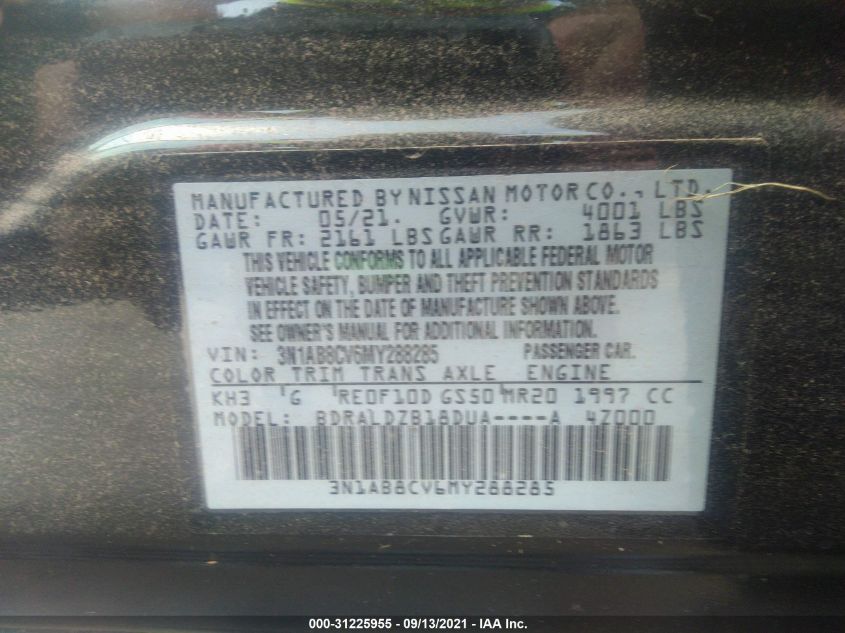 MANUFACTURED BY NISSAN MOTOR CO., LTD.
DATE: 05/21. GVWR: 4001 LBS
GAWR FR: 2161 LBS GAWR RR: 1863 LBS
THIS VEHICLE CONFORMS TO ALL APPLICABLE FEDERAL MOTOR
VEHICLE SAFETY, BUMPER AND THEFT PREVENTION STANDARDS
IN EFFECT ON THE DATE OF MANUFACTURE SHOWN ABOVE.
SEE OWNER'S MANUAL FOR ADDITIONAL INFORMATION.
VIN: 3N1AB8CV6MY288285 PASSENGER CAR.
COLOR TRIM TRANS AXLE ENGINE
KH3 G RE0F10D GS50 MR20 1997 CC
MODEL: BDRALDZB18DUA----A 4Z000
3N1AB8CV6MY288285
000-31225955 - 09/13/2021 - IAA Inc.